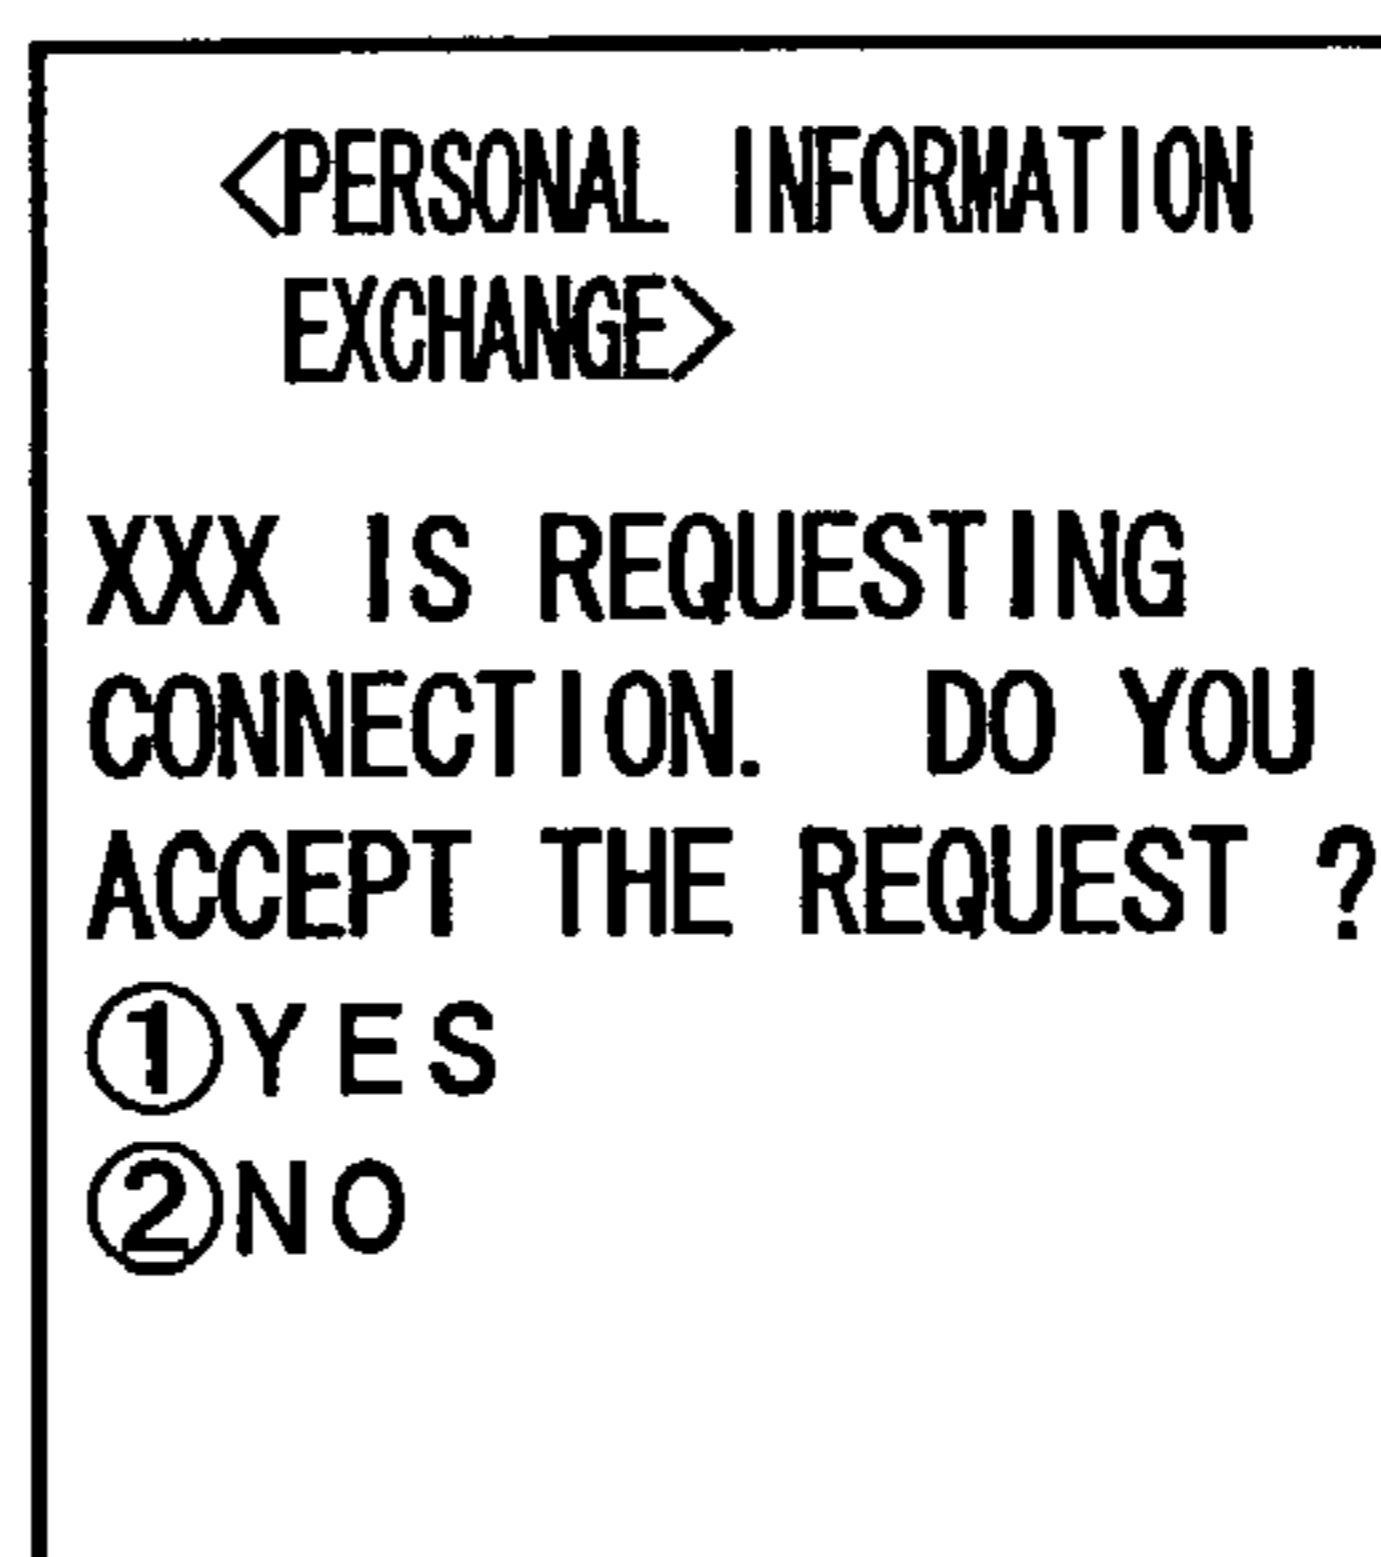 <PERSONAL INFORMATION
EXCHANGE>
XXX IS REQUESTING
CONNECTION. DO YOU
ACCEPT THE REQUEST ?
①YES
②NO